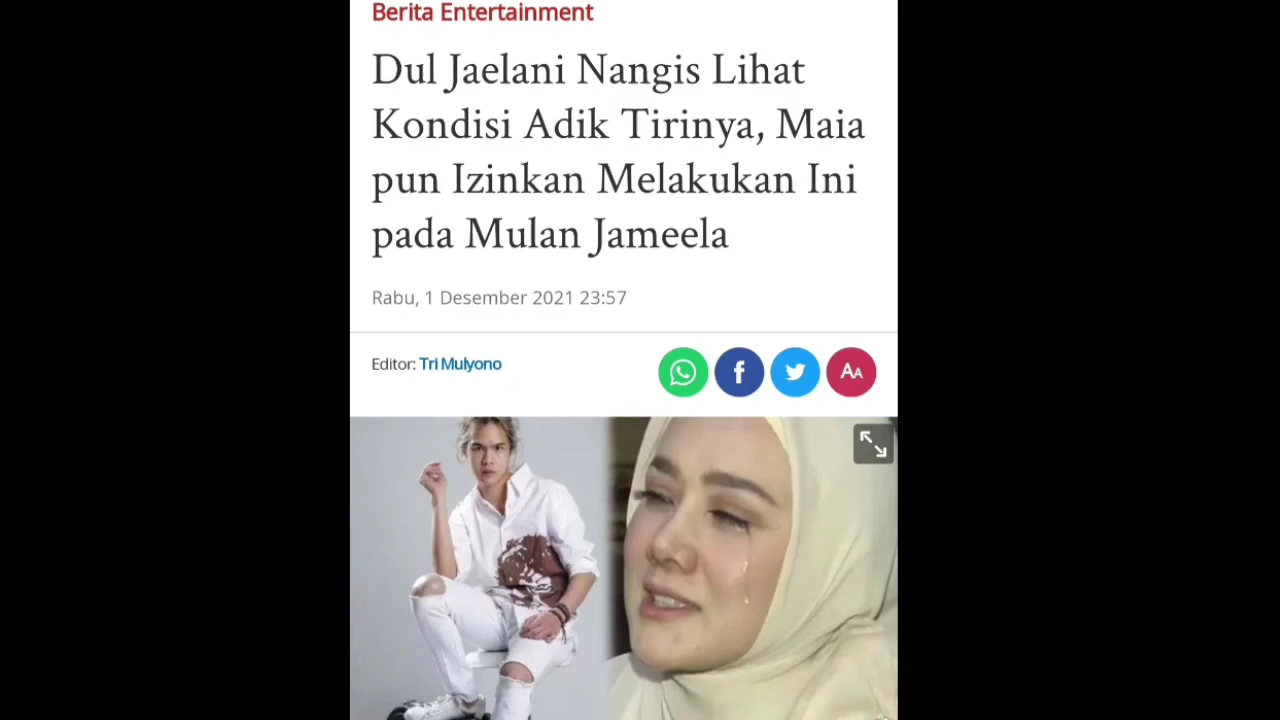 Berita Entertainment
Dul Jaelani Nangis Lihat
Kondisi Adik Tirinya, Maia
pun Izinkan Melakukan Ini
pada Mulan Jameela
Rabu, 1 Desember 2021 23:57
Editor: Tri Mulyono
AA